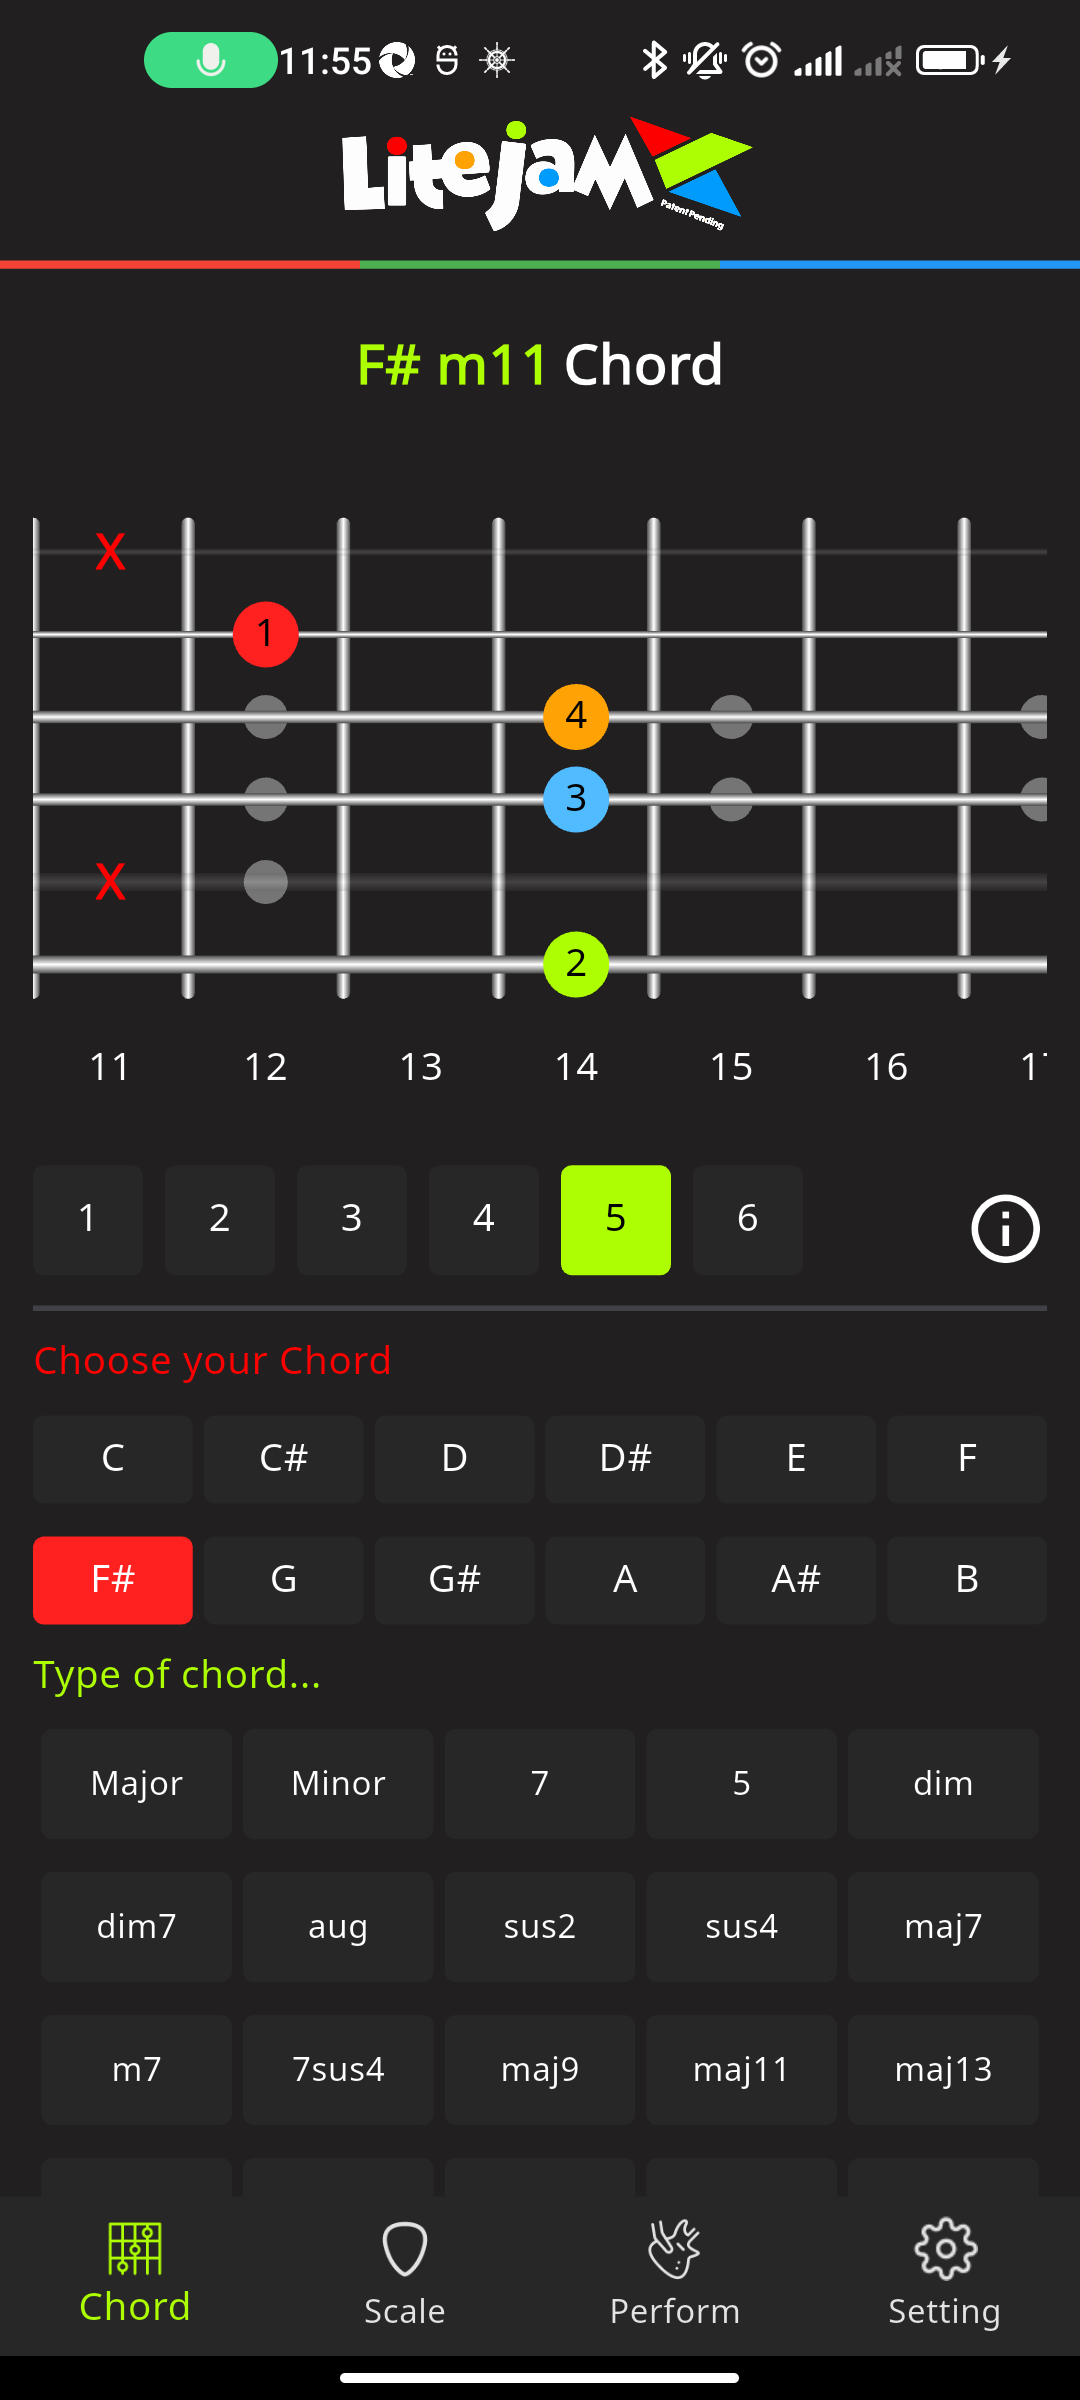 11:55
LiteJam
Patent Pending
F# m11 Chord
X
1
4
3
X
2
11 12 13 14 15 16
1 2 3 4 5 6
Choose your Chord
C C# D D# E F
F# G G# A A# B
Type of chord...
Major Minor 7 5 dim
dim7 aug sus2 sus4 maj7
m7 7sus4 maj9 maj11 maj13
Chord Scale Perform Setting